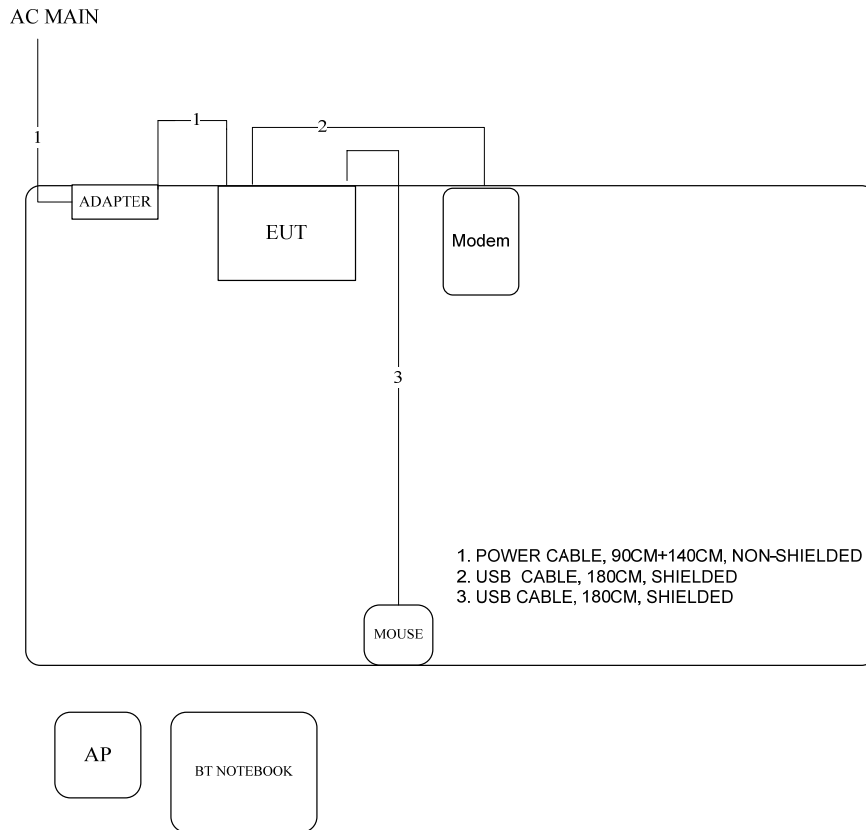 AC MAIN
1
2
1
ADAPTER
EUT
Modem
3
1. POWER CABLE, 90CM+140CM, NON-SHIELDED
2. USB  CABLE, 180CM, SHIELDED
3. USB CABLE, 180CM, SHIELDED
MOUSE
AP
BT NOTEBOOK